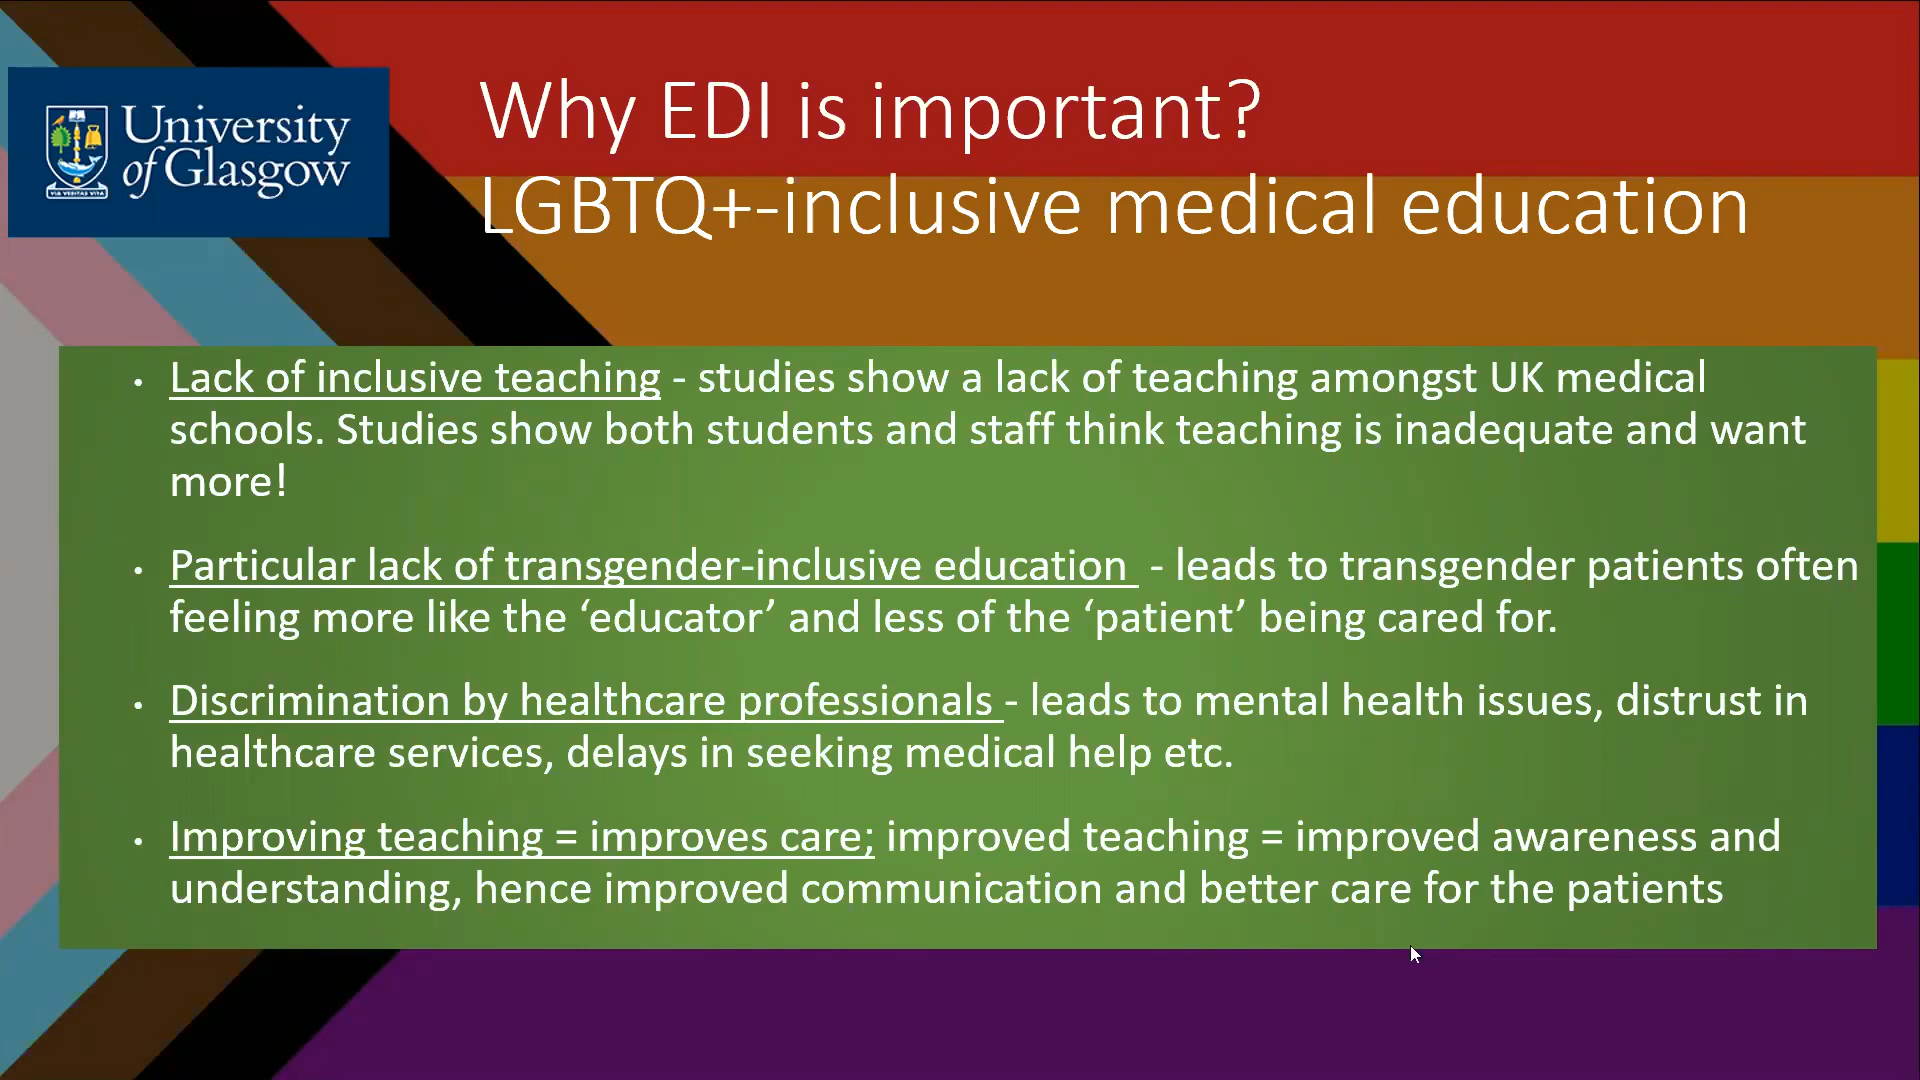 University
of Glasgow
VIA VERITAS VITA
Why EDI is important?
LGBTQ+-inclusive medical education
• Lack of inclusive teaching - studies show a lack of teaching amongst UK medical
schools. Studies show both students and staff think teaching is inadequate and want
more!
• Particular lack of transgender-inclusive education - leads to transgender patients often
feeling more like the ‘educator’ and less of the ‘patient’ being cared for.
• Discrimination by healthcare professionals - leads to mental health issues, distrust in
healthcare services, delays in seeking medical help etc.
• Improving teaching = improves care; improved teaching = improved awareness and
understanding, hence improved communication and better care for the patients